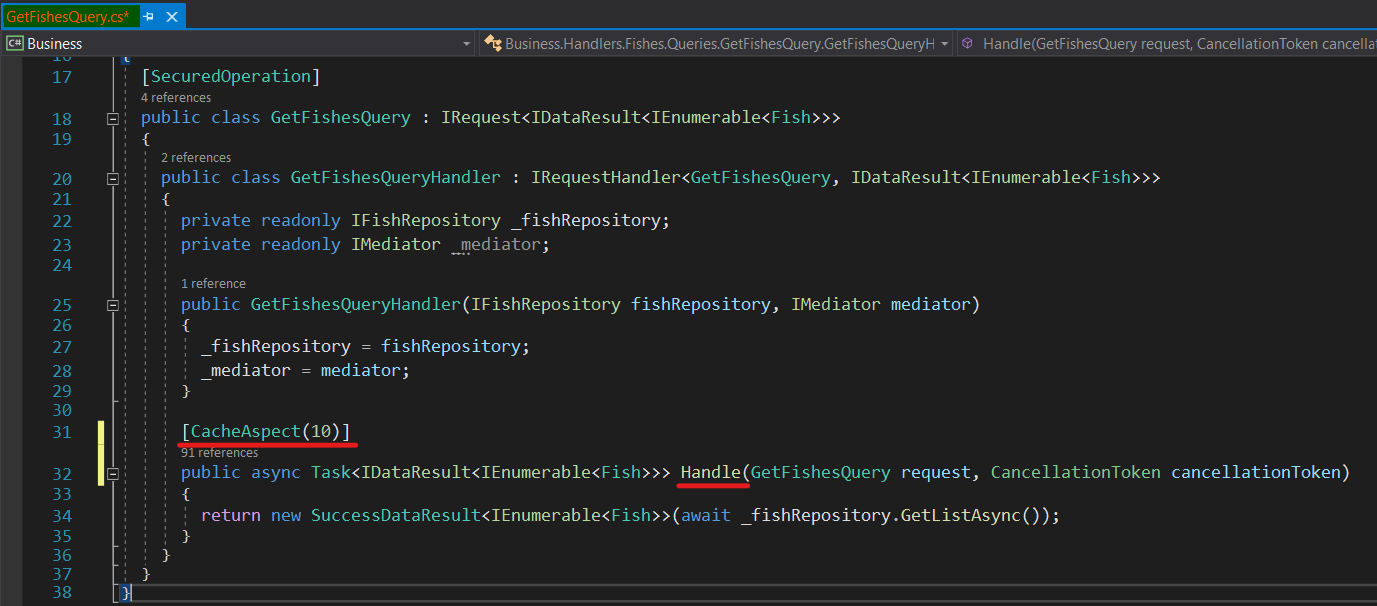 GetFishesQuery.cs*
C# Business
Business.Handlers.Fishes.Queries.GetFishesQuery.GetFishesQueryH
Handle(GetFishesQuery request, CancellationToken cancella
16 {
17 [SecuredOperation]
4 references
18 public class GetFishesQuery : IRequest<IDataResult<IEnumerable<Fish>>>
19 {
2 references
20 public class GetFishesQueryHandler : IRequestHandler<GetFishesQuery, IDataResult<IEnumerable<Fish>>>
21 {
22 private readonly IFishRepository _fishRepository;
23 private readonly IMediator _mediator;
24
1 reference
25 public GetFishesQueryHandler(IFishRepository fishRepository, IMediator mediator)
26 {
27 _fishRepository = fishRepository;
28 _mediator = mediator;
29 }
30
31 [CacheAspect(10)]
91 references
32 public async Task<IDataResult<IEnumerable<Fish>>> Handle(GetFishesQuery request, CancellationToken cancellationToken)
33 {
34 return new SuccessDataResult<IEnumerable<Fish>>(await _fishRepository.GetListAsync());
35 }
36 }
37 }
38 }